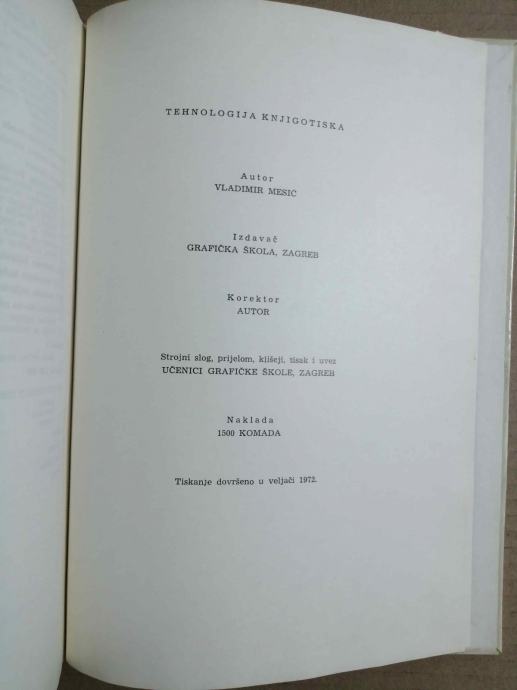 TEHNOLOGIJA KNJIGOTISKA
Autor
VLADIMIR MESIĆ
Izdavač
GRAFIČKA ŠKOLA, ZAGREB
Korektor
AUTOR
Strojni slog, prijelom, klišeji, tisak i uvez
UČENICI GRAFIČKE ŠKOLE, ZAGREB
Naklada
1500 KOMADA
Tiskanje dovršeno u veljači 1972.